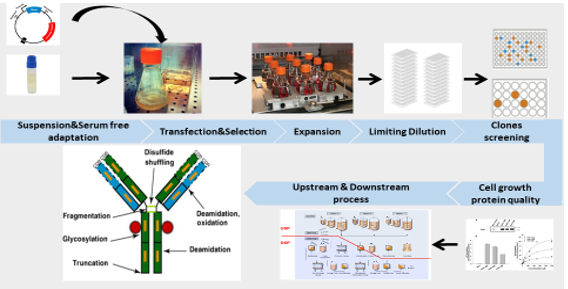 Suspension&Serum free
adaptation
Transfection&Selection
Expansion
Limiting Dilution
Clones
screening
Disulfide
shuffling
Fragmentation
Glycosylation
Truncation
Deamidation,
oxidation
Deamidation
Upstream & Downstream
process
Cell growth
protein quality